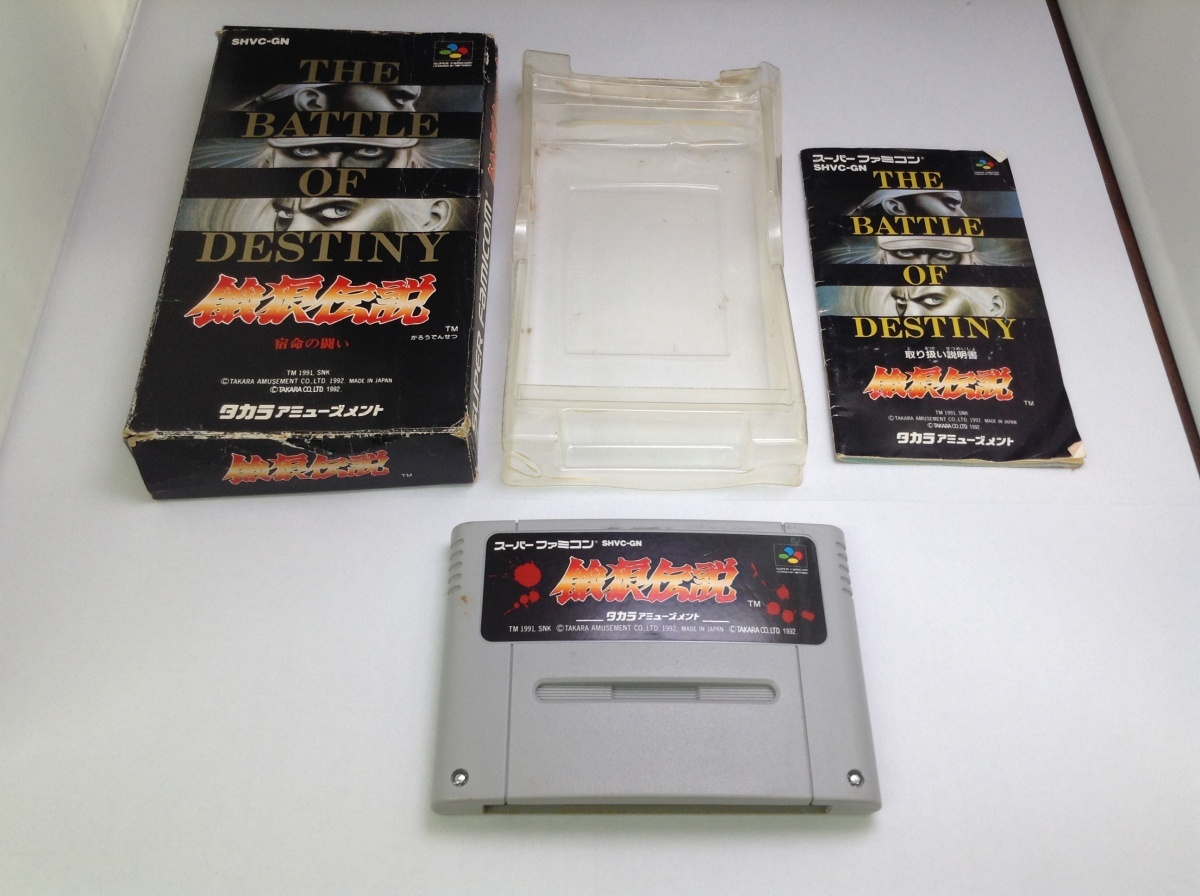 SHVC-GN
THE
BATTLE
OF
DESTINY
餓狼伝説
TM
がろうでんせつ
宿命の闘い
TM 1991, SNK
©TAKARA AMUSEMENT CO., LTD. 1992. MADE IN JAPAN
©TAKARA CO., LTD 1992.
タカラアミューズメント
餓狼伝説
TM
SUPER FAMICOM
スーパーファミコン
SHVC-GN
THE
BATTLE
OF
DESTINY
取り扱い説明書
餓狼伝説
TM
TM 1991, SNK
©TAKARA AMUSEMENT CO., LTD. 1992. MADE IN JAPAN
©TAKARA CO., LTD 1992.
タカラアミューズメント
スーパーファミコン SHVC-GN
餓狼伝説
TM
タカラアミューズメント
TM 1991, SNK ©TAKARA AMUSEMENT CO., LTD. 1992. MADE IN JAPAN ©TAKARA CO., LTD 1992.